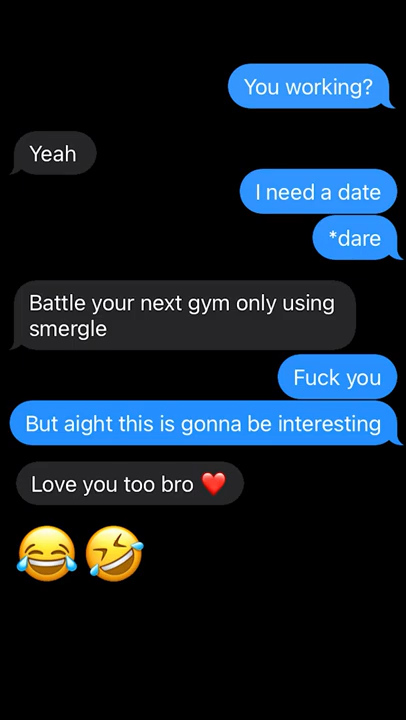 You working?
Yeah
I need a date
*dare
Battle your next gym only using
smergle
Fuck you
But aight this is gonna be interesting
Love you too bro ❤️
😂🤣